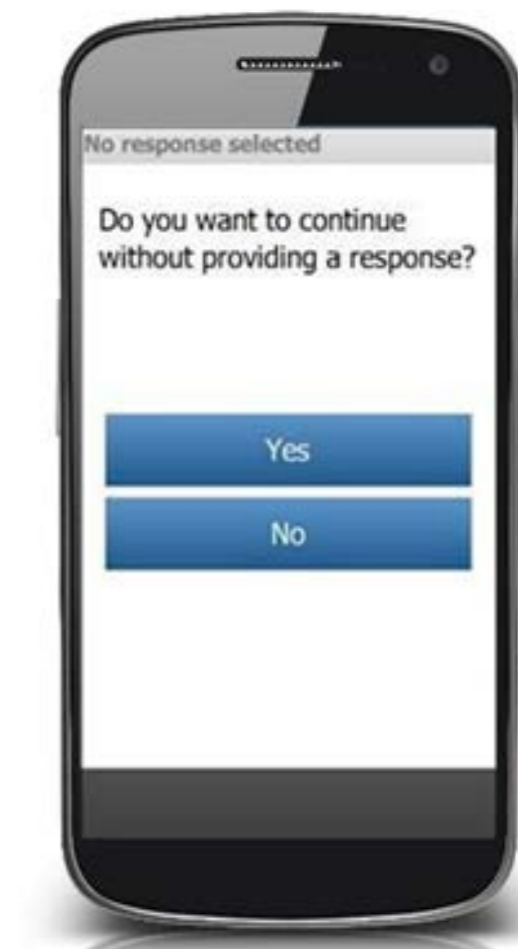 No response selected
Do you want to continue
without providing a response?
Yes
No